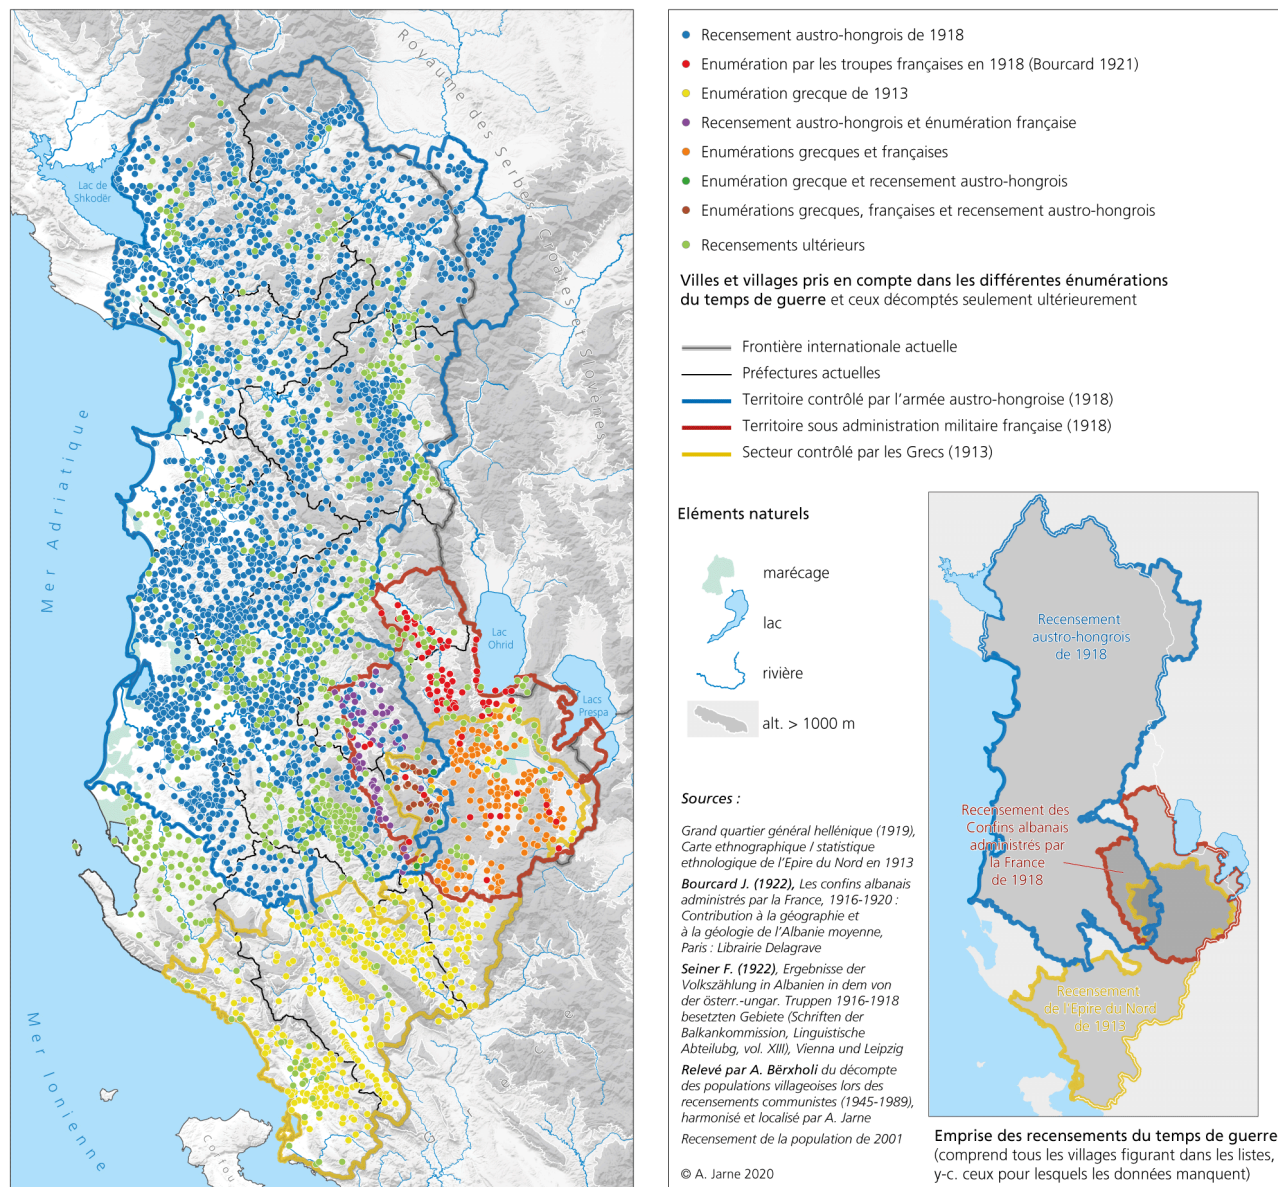 Royaume des Serbes, Croates et Slovènes
Lac de
Shkodër
Mer Adriatique
Lac
Ohrid
Lacs
Prespa
Mer Ionienne
Corfou
Recensement austro-hongrois de 1918
Enumération par les troupes françaises en 1918 (Bourcard 1921)
Enumération grecque de 1913
Recensement austro-hongrois et énumération française
Enumérations grecques et françaises
Enumération grecque et recensement austro-hongrois
Enumérations grecques, françaises et recensement austro-hongrois
Recensements ultérieurs
Villes et villages pris en compte dans les différentes énumérations
du temps de guerre et ceux décomptés seulement ultérieurement
Frontière internationale actuelle
Préfectures actuelles
Territoire contrôlé par l'armée austro-hongroise (1918)
Territoire sous administration militaire française (1918)
Secteur contrôlé par les Grecs (1913)
Eléments naturels
marécage
lac
rivière
alt. > 1000 m
Sources :
Grand quartier général hellénique (1919),
Carte ethnographique / statistique
ethnologique de l'Epire du Nord en 1913
Bourcard J. (1922), Les confins albanais
administrés par la France, 1916-1920 :
Contribution à la géographie et
à la géologie de l'Albanie moyenne,
Paris : Librairie Delagrave
Seiner F. (1922), Ergebnisse der
Volkszählung in Albanien in dem von
der österr.-ungar. Truppen 1916-1918
besetzten Gebiete (Schriften der
Balkankommission, Linguistische
Abteilubg, vol. XIII), Vienna und Leipzig
Relevé par A. Bërxholi du décompte
des populations villageoises lors des
recensements communistes (1945-1989),
harmonisé et localisé par A. Jarne
Recensement de la population de 2001
© A. Jarne 2020
Recensement
austro-hongrois
de 1918
Recensement des
Confins albanais
administrés par
la France
de 1918
Recensement
de l'Epire du Nord
de 1913
Emprise des recensements du temps de guerre
(comprend tous les villages figurant dans les listes,
y-c. ceux pour lesquels les données manquent)